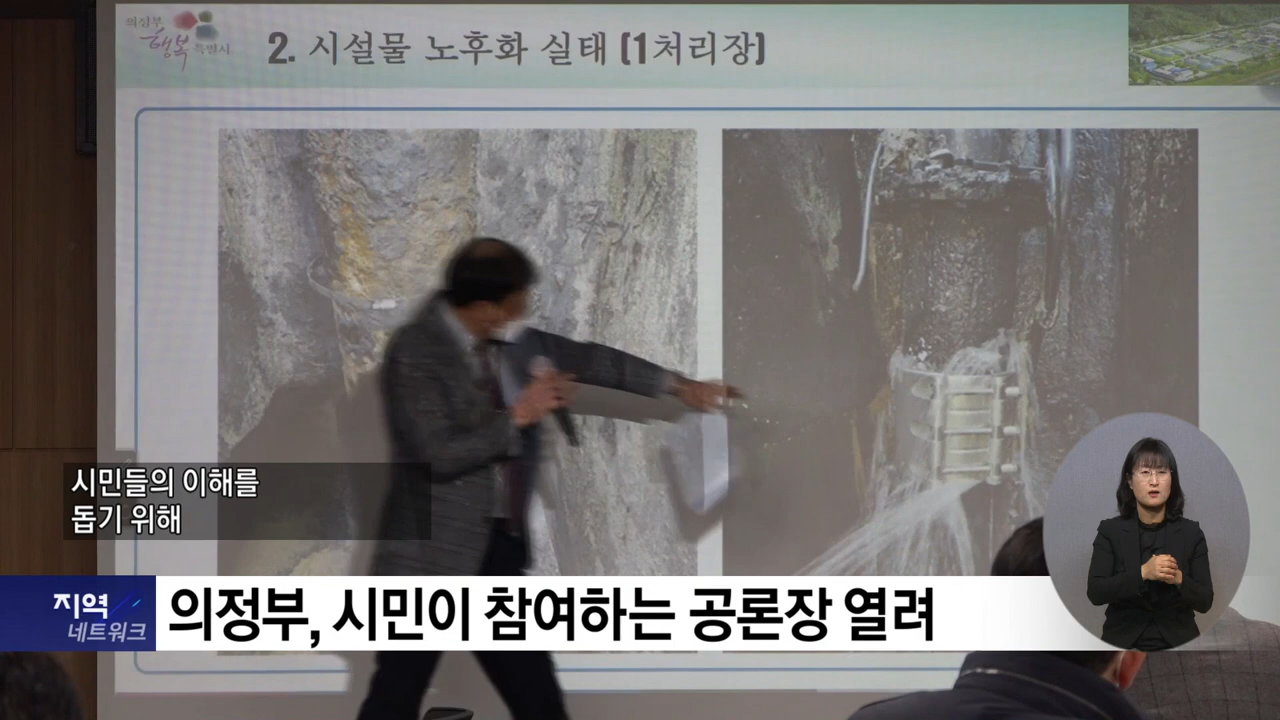 의정부
행복
특별시
2. 시설물 노후화 실태 (1처리장)
시민들의 이해를
돕기 위해
지역
네트워크
의정부, 시민이 참여하는 공론장 열려